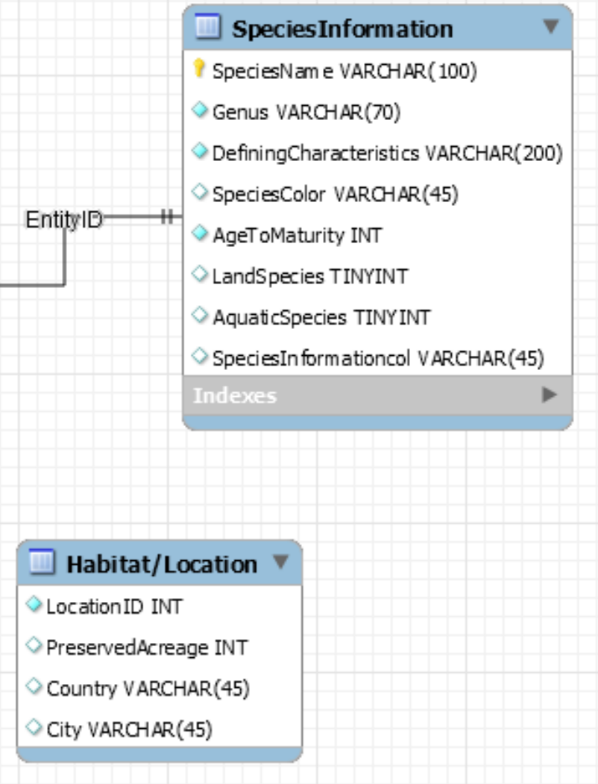 SpeciesInformation
SpeciesName VARCHAR(100)
Genus VARCHAR(70)
DefiningCharacteristics VARCHAR(200)
SpeciesColor VARCHAR(45)
EntityID
AgeToMaturity INT
LandSpecies TINYINT
AquaticSpecies TINYINT
SpeciesInformationcol VARCHAR(45)
Indexes
Habitat/Location
LocationID INT
PreservedAcreage INT
Country VARCHAR(45)
City VARCHAR(45)